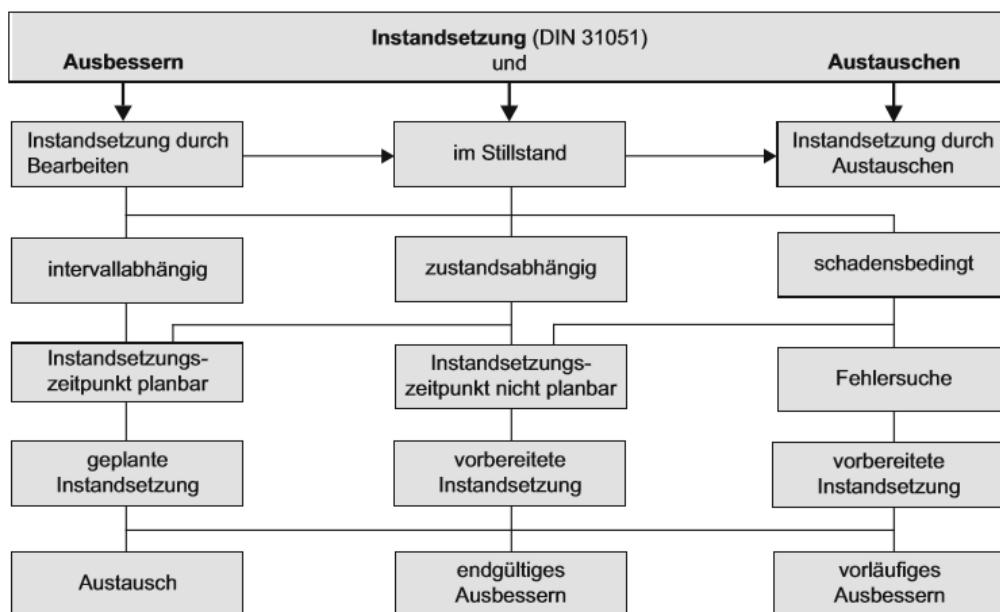 Instandsetzung (DIN 31051)
Ausbessern und Austauschen
Instandsetzung durch
Bearbeiten
im Stillstand
Instandsetzung durch
Austauschen
intervallabhängig
zustandsabhängig
schadensbedingt
Instandsetzungs-
zeitpunkt planbar
Instandsetzungs-
zeitpunkt nicht planbar
Fehlersuche
geplante
Instandsetzung
vorbereitete
Instandsetzung
vorbereitete
Instandsetzung
Austausch
endgültiges
Ausbessern
vorläufiges
Ausbessern